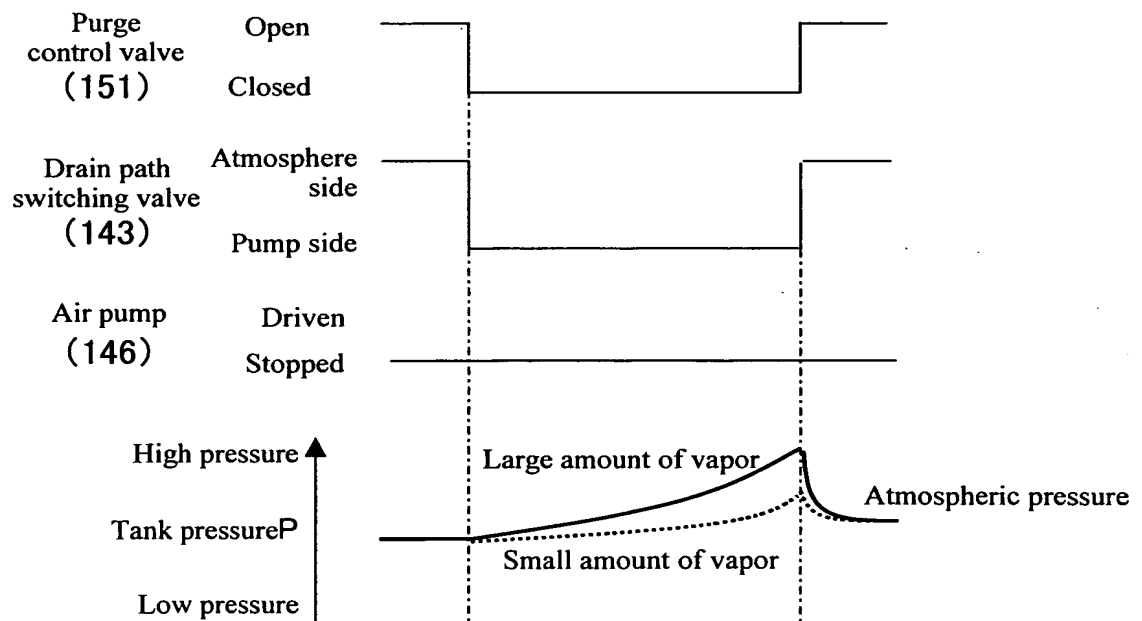 Purge
control valve
(151)
Open
Closed
Drain path
switching valve
(143)
Atmosphere
side
Pump side
Air pump
(146)
Driven
Stopped
High pressure
Tank pressureP
Low pressure
Large amount of vapor
Small amount of vapor
Atmospheric pressure